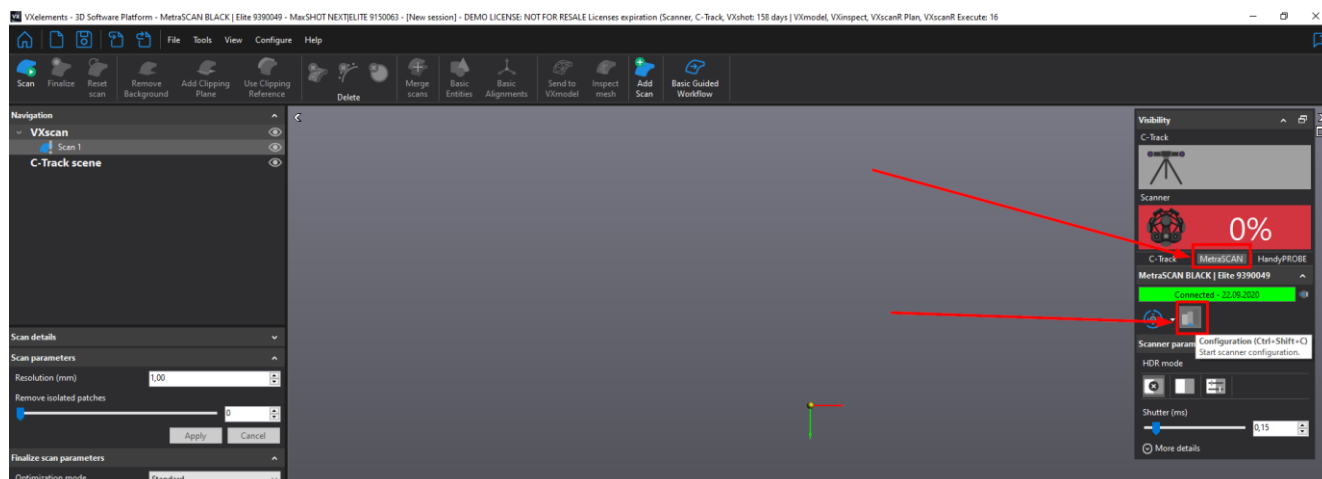 VXelements - 3D Software Platform - MetraSCAN BLACK | Elite 9390049 - MaxSHOT NEXT|ELITE 9150063 - [New session] - DEMO LICENSE: NOT FOR RESALE Licenses expiration (Scanner, C-Track, VXshot: 158 days | VXmodel, VXinspect, VXscanR Plan, VXscanR Execute: 16
File Tools View Configure Help
Scan
Finalize
Reset scan
Remove Background
Add Clipping Plane
Use Clipping Reference
Delete
Merge scans
Basic Entities
Basic Alignments
Send to VXmodel
Inspect mesh
Add Scan
Basic Guided Workflow
Navigation
VXscan
Scan 1
C-Track scene
Scan details
Scan parameters
Resolution (mm) 1,00
Remove isolated patches
0
Apply Cancel
Finalize scan parameters
Optimization mode Standard
Visibility
C-Track
Scanner
0%
C-Track MetraSCAN HandyPROBE
MetraSCAN BLACK | Elite 9390049
Connected - 22.09.2020
Configuration (Ctrl+Shift+C)
Start scanner configuration.
Scanner param
HDR mode
Shutter (ms)
0,15
More details